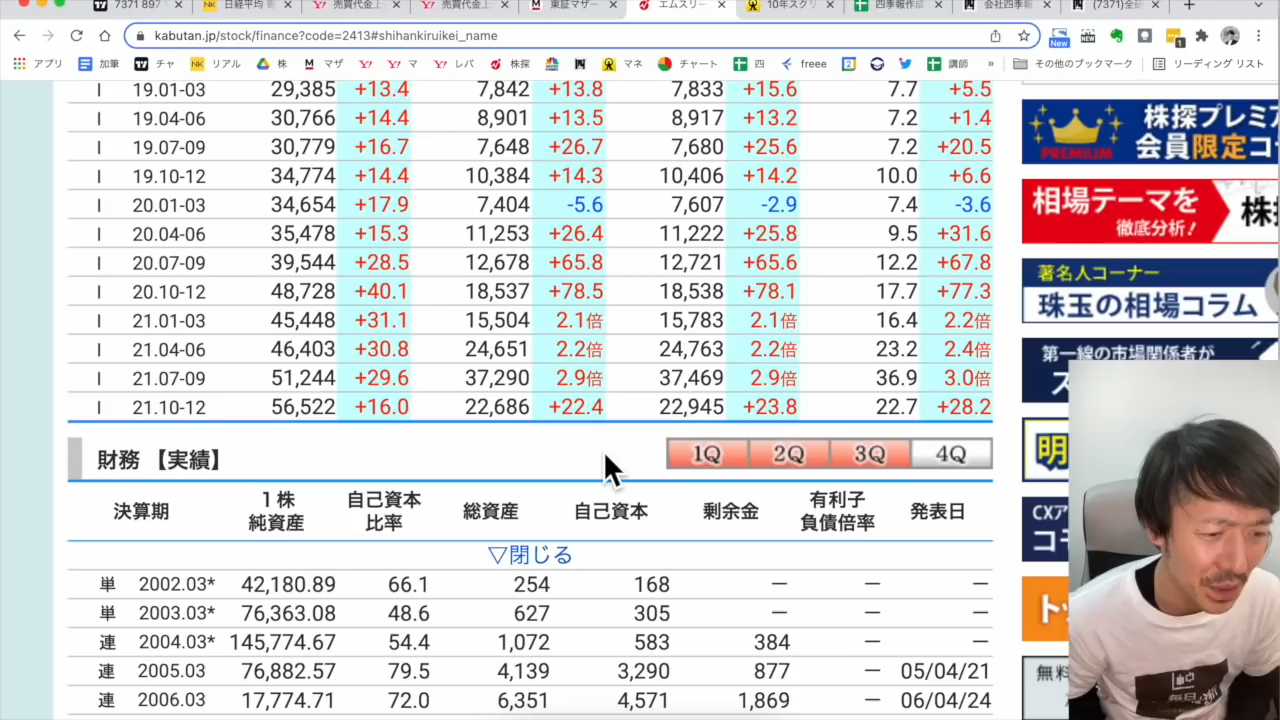 7371 897
日経平均
売買代金上
売買代金上
東証マザー
エムスリー
10年スク
四季報作成
会社四季報
(7371)全研
kabutan.jp/stock/finance?code=2413#shihankiruikei_name
New
アプリ 加筆 チャ リアル 株 マザ ヤ マ レバ 株探 マネ チャート 四 freee 講師 » その他のブックマーク リーディング リスト
I 19.01-03 29,385 +13.4 7,842 +13.8 7,833 +15.6 7.7 +5.5
I 19.04-06 30,766 +14.4 8,901 +13.5 8,917 +13.2 7.2 +1.4
I 19.07-09 30,779 +16.7 7,648 +26.7 7,680 +25.6 7.2 +20.5
I 19.10-12 34,774 +14.4 10,384 +14.3 10,406 +14.2 10.0 +6.6
I 20.01-03 34,654 +17.9 7,404 -5.6 7,607 -2.9 7.4 -3.6
I 20.04-06 35,478 +15.3 11,253 +26.4 11,222 +25.8 9.5 +31.6
I 20.07-09 39,544 +28.5 12,678 +65.8 12,721 +65.6 12.2 +67.8
I 20.10-12 48,728 +40.1 18,537 +78.5 18,538 +78.1 17.7 +77.3
I 21.01-03 45,448 +31.1 15,504 2.1倍 15,783 2.1倍 16.4 2.2倍
I 21.04-06 46,403 +30.8 24,651 2.2倍 24,763 2.2倍 23.2 2.4倍
I 21.07-09 51,244 +29.6 37,290 2.9倍 37,469 2.9倍 36.9 3.0倍
I 21.10-12 56,522 +16.0 22,686 +22.4 22,945 +23.8 22.7 +28.2
財務 【実績】
1Q 2Q 3Q 4Q
決算期 1株純資産 自己資本比率 総資産 自己資本 剰余金 有利子負債倍率 発表日
▽閉じる
単 2002.03* 42,180.89 66.1 254 168 － － －
単 2003.03* 76,363.08 48.6 627 305 － － －
連 2004.03* 145,774.67 54.4 1,072 583 384 － －
連 2005.03 76,882.57 79.5 4,139 3,290 877 － 05/04/21
連 2006.03 17,774.71 72.0 6,351 4,571 1,869 － 06/04/24
PREMIUM
株探プレミア
会員限定コ
相場テーマを
徹底分析!
株
著名人コーナー
珠玉の相場コラム
第一線の市場関係者が
ス
明
CXア
コ
ト
無料